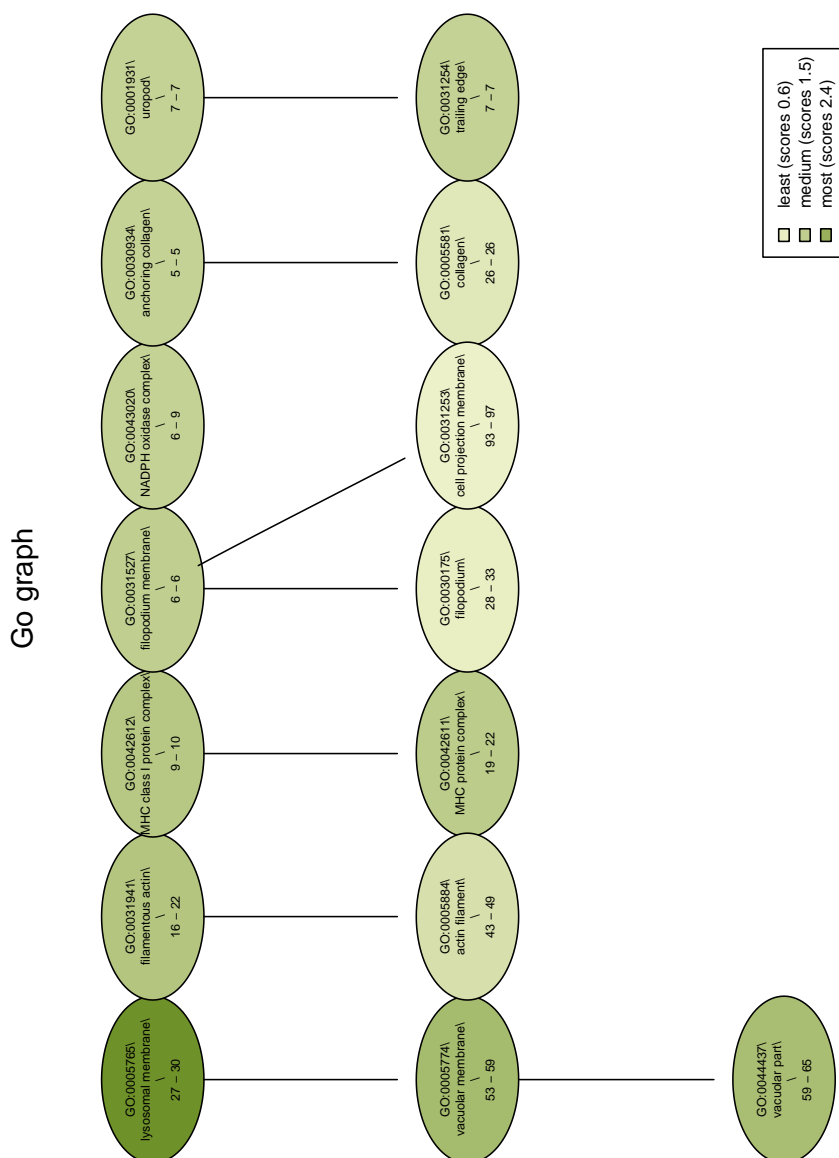 Go graph
GO:0001931\
uropod\
\
7 – 7
GO:0031254\
trailing edge\
\
7 – 7
GO:0030934\
anchoring collagen\
\
5 – 5
GO:0005581\
collagen\
\
26 – 26
GO:0043020\
NADPH oxidase complex\
\
6 – 9
GO:0031253\
cell projection membrane\
\
93 – 97
GO:0031527\
filopodium membrane\
\
6 – 6
GO:0030175\
filopodium\
\
28 – 33
GO:0042612\
MHC class I protein complex\
\
9 – 10
GO:0042611\
MHC protein complex\
\
19 – 22
GO:0031941\
filamentous actin\
\
16 – 22
GO:0005884\
actin filament\
\
43 – 49
GO:0005765\
lysosomal membrane\
\
27 – 30
GO:0005774\
vacuolar membrane\
\
53 – 59
GO:0044437\
vacuolar part\
\
59 – 65
least (scores 0.6)
medium (scores 1.5)
most (scores 2.4)